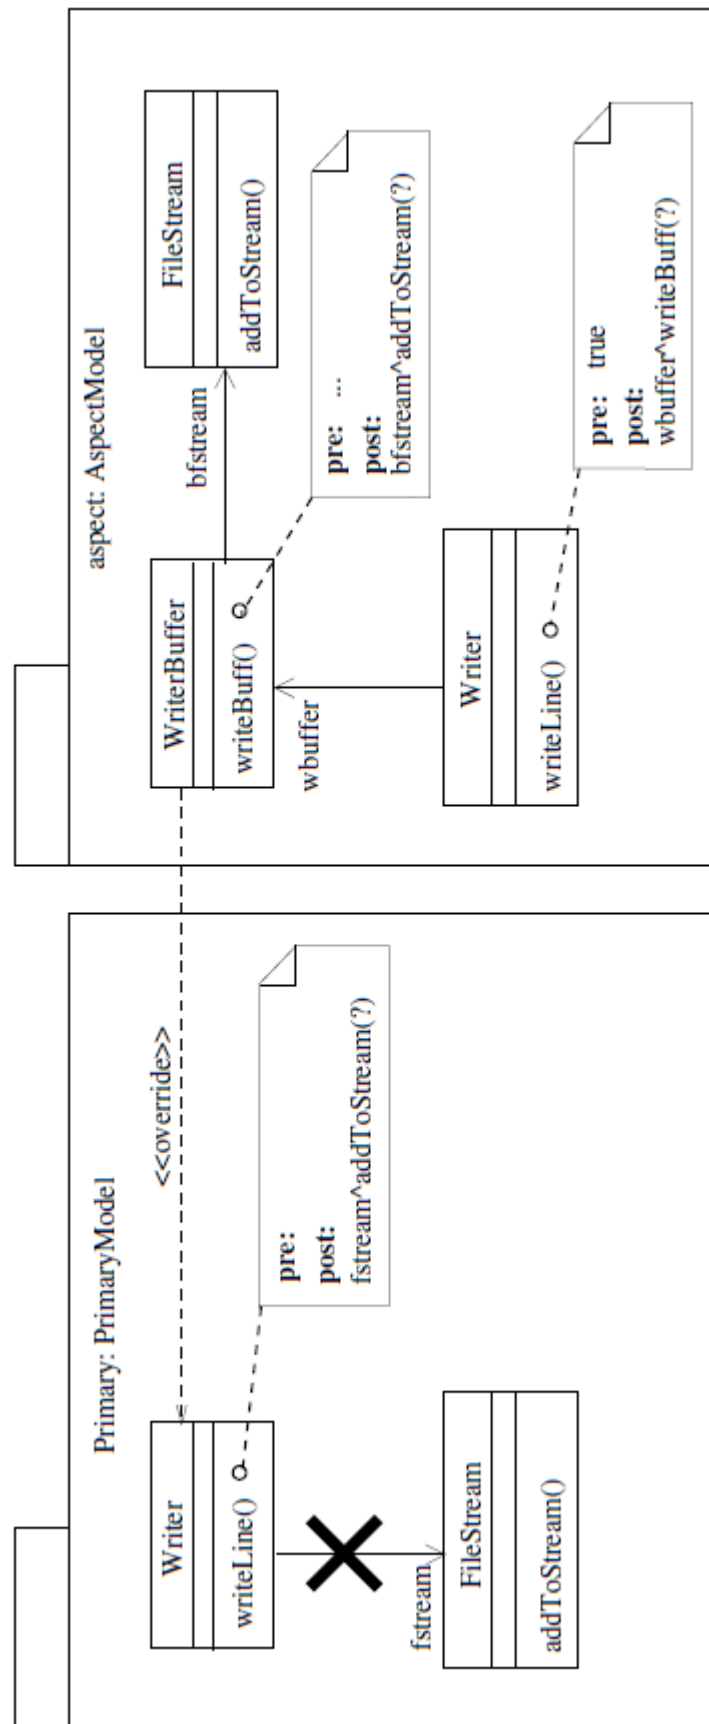 Primary: PrimaryModel
Writer
writeLine()
fstream
FileStream
addToStream()
pre:
post:
fstream^addToStream(?)
<<override>>
aspect: AspectModel
WriterBuffer
writeBuff()
bfstream
FileStream
addToStream()
pre: ...
post:
bfstream^addToStream(?)
wbuffer
Writer
writeLine()
pre: true
post:
wbuffer^writeBuff(?)